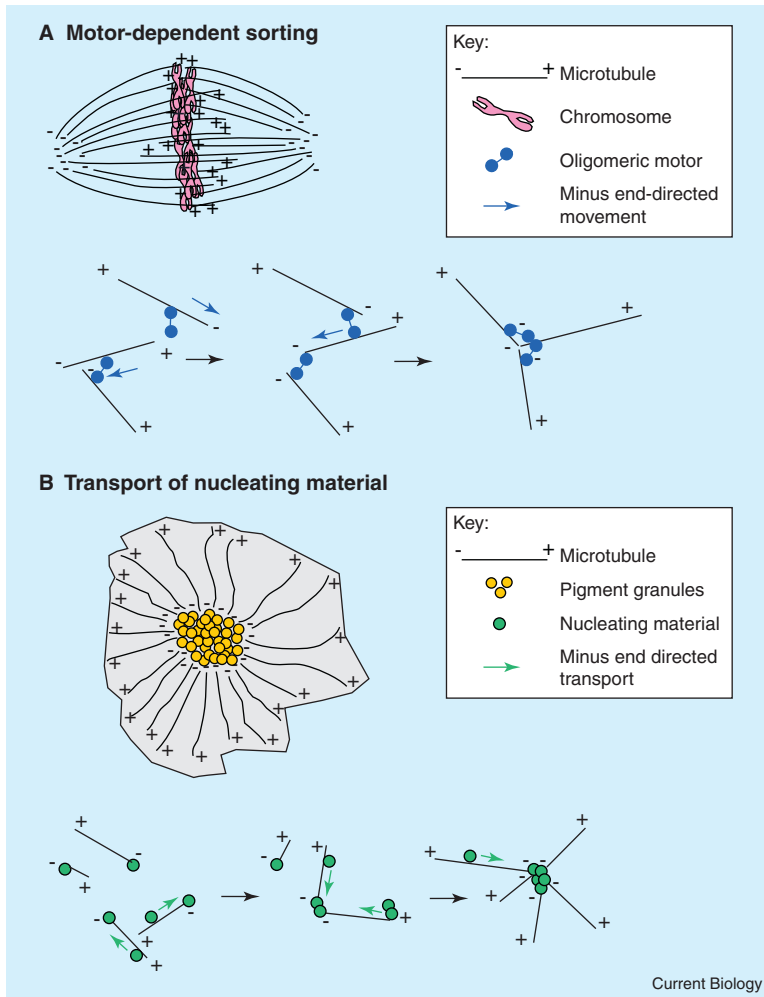 A Motor-dependent sorting
Key:
- + Microtubule
Chromosome
Oligomeric motor
Minus end-directed
movement
B Transport of nucleating material
Key:
- + Microtubule
Pigment granules
Nucleating material
Minus end directed
transport
Current Biology